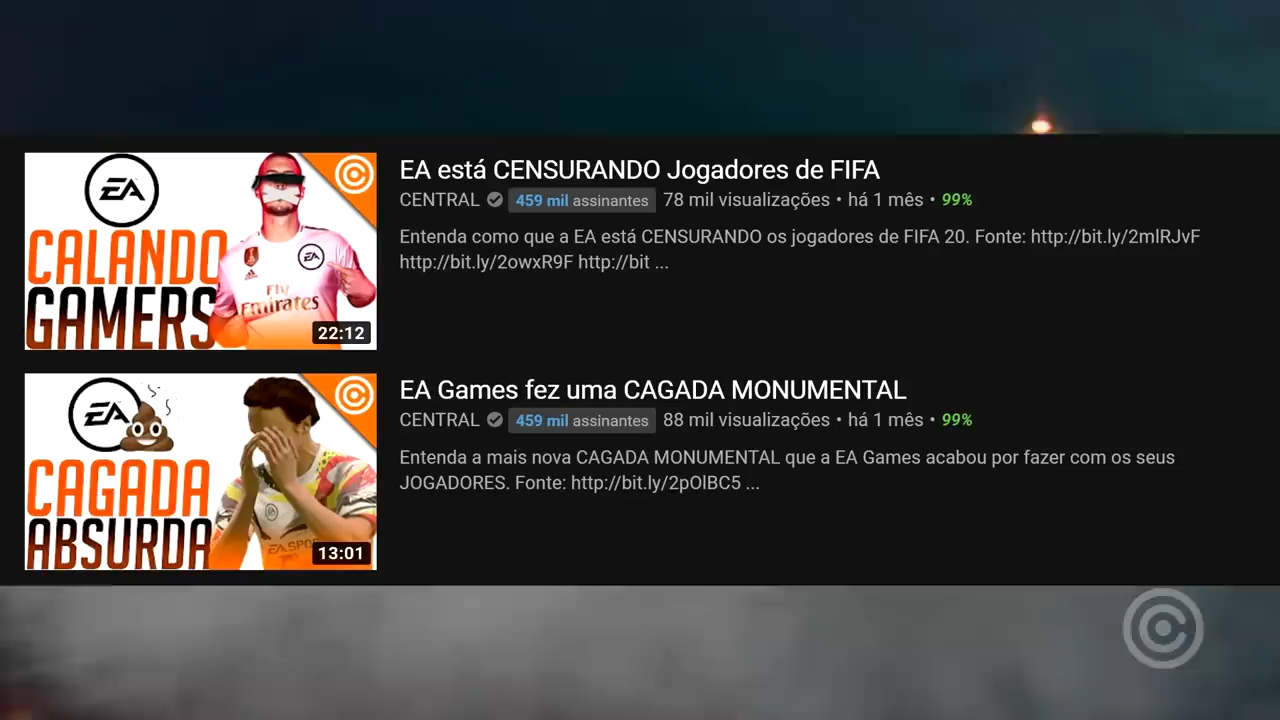 EA
CALANDO
GAMERS
EA
Fly
Emirates
22:12
EA está CENSURANDO Jogadores de FIFA
CENTRAL 459 mil assinantes 78 mil visualizações • há 1 mês • 99%
Entenda como que a EA está CENSURANDO os jogadores de FIFA 20. Fonte: http://bit.ly/2mlRJvF
http://bit.ly/2owxR9F http://bit ...
EA
CAGADA
ABSURDA
EA SPORTS
13:01
EA Games fez uma CAGADA MONUMENTAL
CENTRAL 459 mil assinantes 88 mil visualizações • há 1 mês • 99%
Entenda a mais nova CAGADA MONUMENTAL que a EA Games acabou por fazer com os seus
JOGADORES. Fonte: http://bit.ly/2pOlBC5 ...